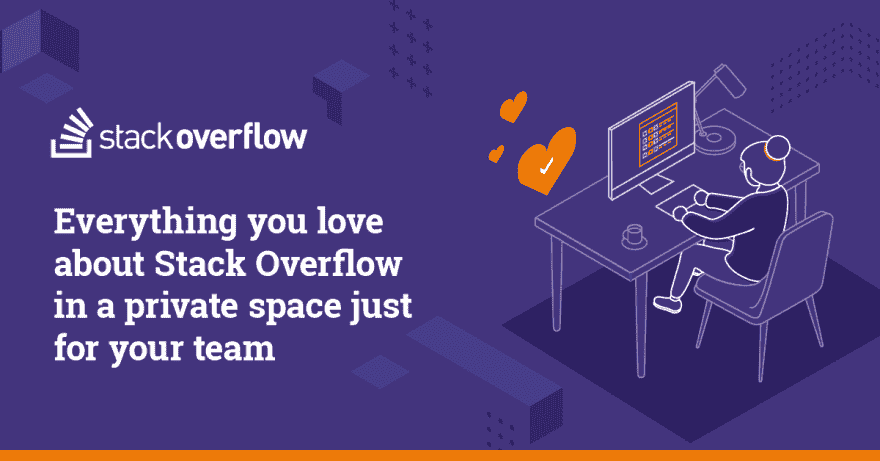 stackoverflow
Everything you love
about Stack Overflow
in a private space just
for your team